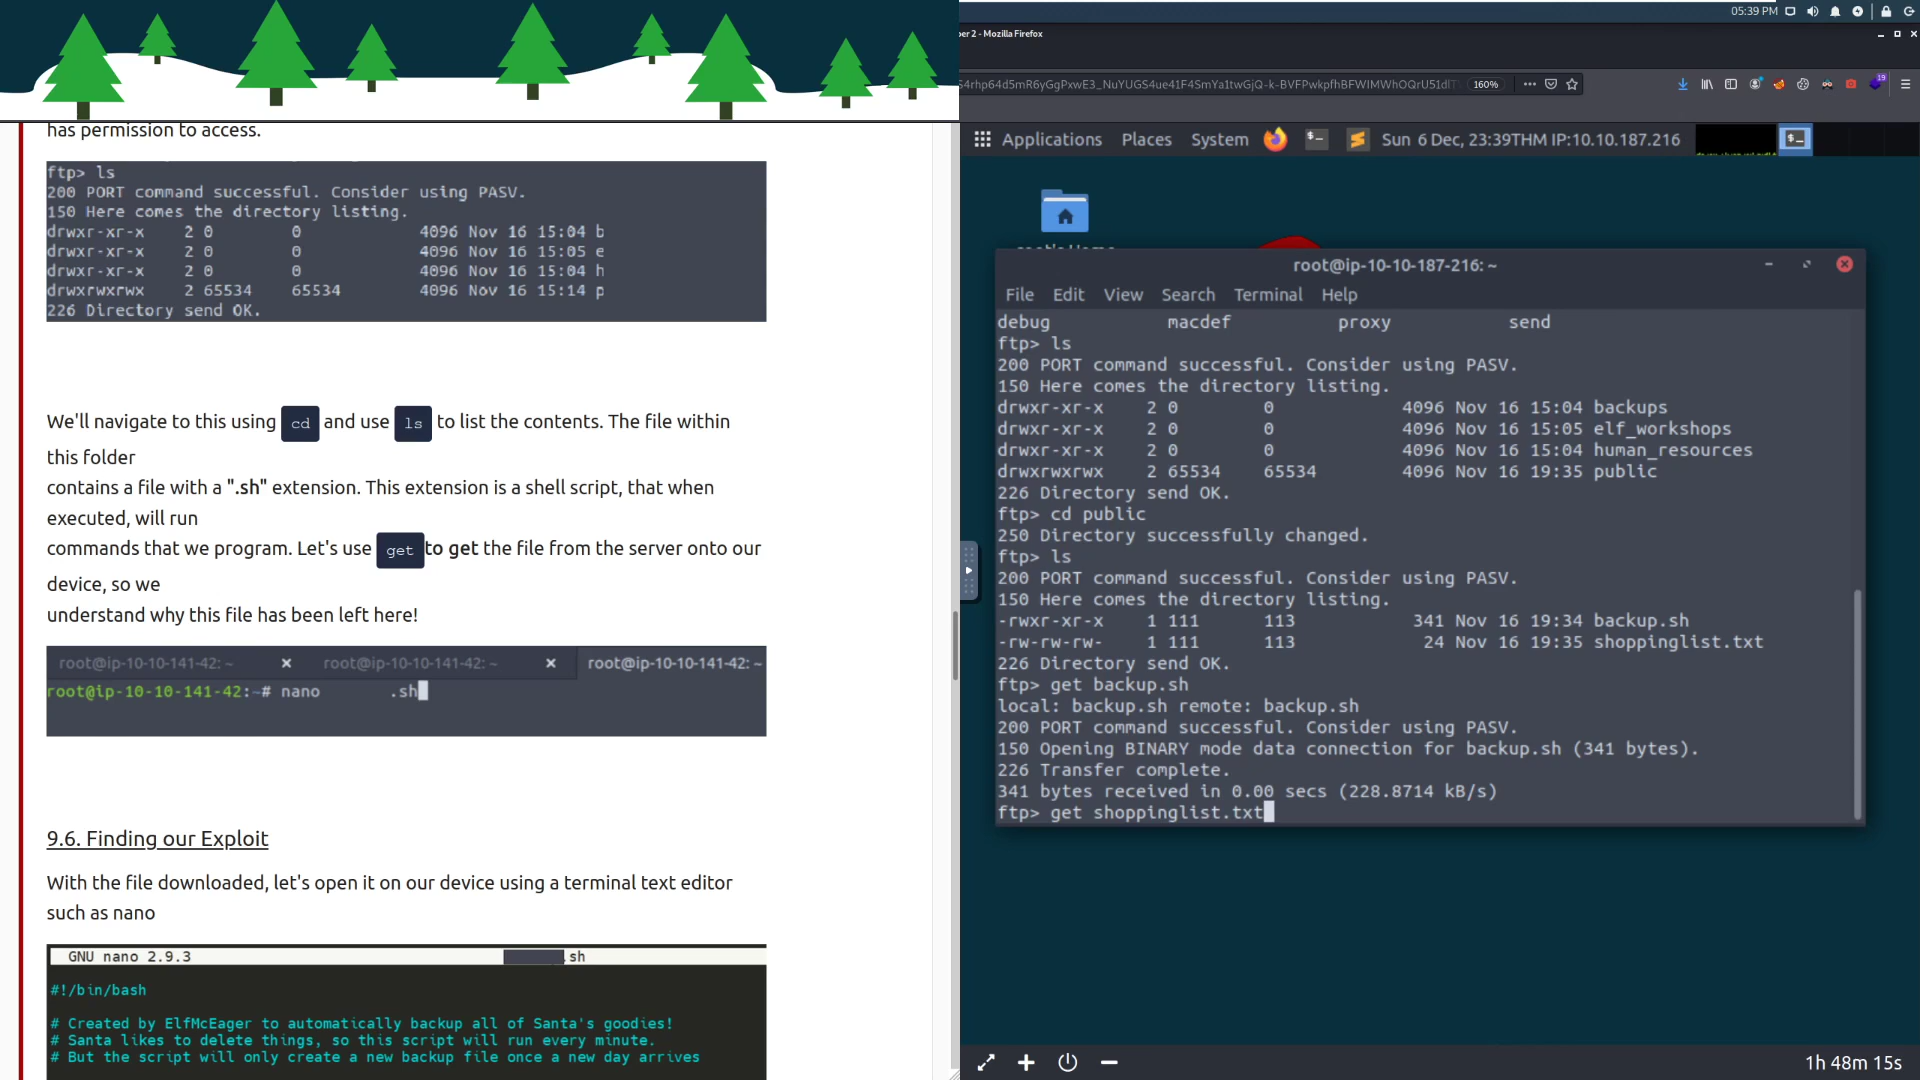 has permission to access.
ftp> ls
200 PORT command successful. Consider using PASV.
150 Here comes the directory listing.
drwxr-xr-x    2 0        0            4096 Nov 16 15:04 b
drwxr-xr-x    2 0        0            4096 Nov 16 15:05 e
drwxr-xr-x    2 0        0            4096 Nov 16 15:04 h
drwxrwxrwx    2 65534    65534        4096 Nov 16 15:14 p
226 Directory send OK.
We'll navigate to this using cd and use ls to list the contents. The file within
this folder
contains a file with a ".sh" extension. This extension is a shell script, that when
executed, will run
commands that we program. Let's use get to get the file from the server onto our
device, so we
understand why this file has been left here!
root@ip-10-10-141-42: ~ × root@ip-10-10-141-42: ~ × root@ip-10-10-141-42: ~
root@ip-10-10-141-42:~# nano       .sh
9.6. Finding our Exploit
With the file downloaded, let's open it on our device using a terminal text editor
such as nano
GNU nano 2.9.3 .sh
#!/bin/bash
# Created by ElfMcEager to automatically backup all of Santa's goodies!
# Santa likes to delete things, so this script will run every minute.
# But the script will only create a new backup file once a new day arrives
05:39 PM
per 2 - Mozilla Firefox
160%
19
Applications Places System Sun 6 Dec, 23:39THM IP:10.10.187.216
root@ip-10-10-187-216: ~
File Edit View Search Terminal Help
debug           macdef          proxy           send
ftp> ls
200 PORT command successful. Consider using PASV.
150 Here comes the directory listing.
drwxr-xr-x    2 0        0            4096 Nov 16 15:04 backups
drwxr-xr-x    2 0        0            4096 Nov 16 15:05 elf_workshops
drwxr-xr-x    2 0        0            4096 Nov 16 15:04 human_resources
drwxrwxrwx    2 65534    65534        4096 Nov 16 19:35 public
226 Directory send OK.
ftp> cd public
250 Directory successfully changed.
ftp> ls
200 PORT command successful. Consider using PASV.
150 Here comes the directory listing.
-rwxr-xr-x    1 111      113           341 Nov 16 19:34 backup.sh
-rw-rw-rw-    1 111      113            24 Nov 16 19:35 shoppinglist.txt
226 Directory send OK.
ftp> get backup.sh
local: backup.sh remote: backup.sh
200 PORT command successful. Consider using PASV.
150 Opening BINARY mode data connection for backup.sh (341 bytes).
226 Transfer complete.
341 bytes received in 0.00 secs (228.8714 kB/s)
ftp> get shoppinglist.txt
1h 48m 15s